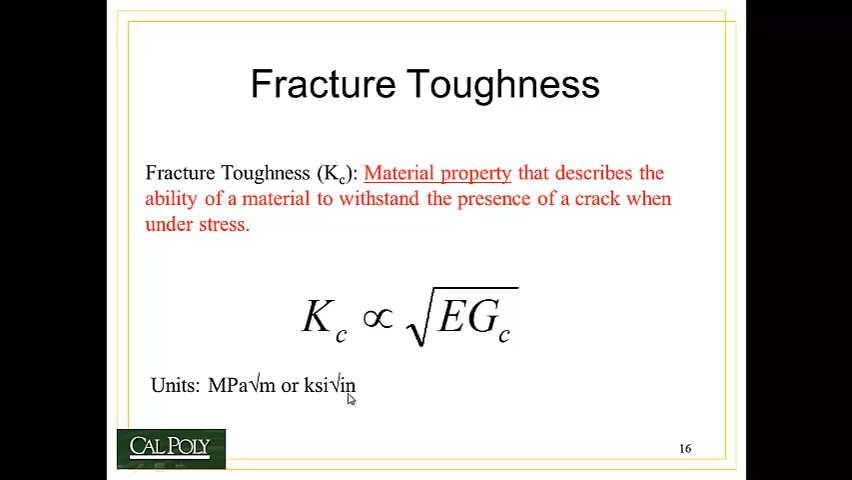 Fracture Toughness
Fracture Toughness (Kc): Material property that describes the
ability of a material to withstand the presence of a crack when
under stress.
Kc ∝ √EGc
Units: MPa√m or ksi√in
CAL POLY
16